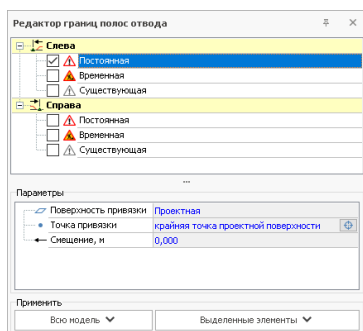 Редактор границ полос отвода
Слева
Постоянная
Временная
Существующая
Справа
Постоянная
Временная
Существующая
...
Параметры
Поверхность привязки Проектная
Точка привязки крайняя точка проектной поверхности
Смещение, м 0,000
Применить
Всю модель Выделенные элементы